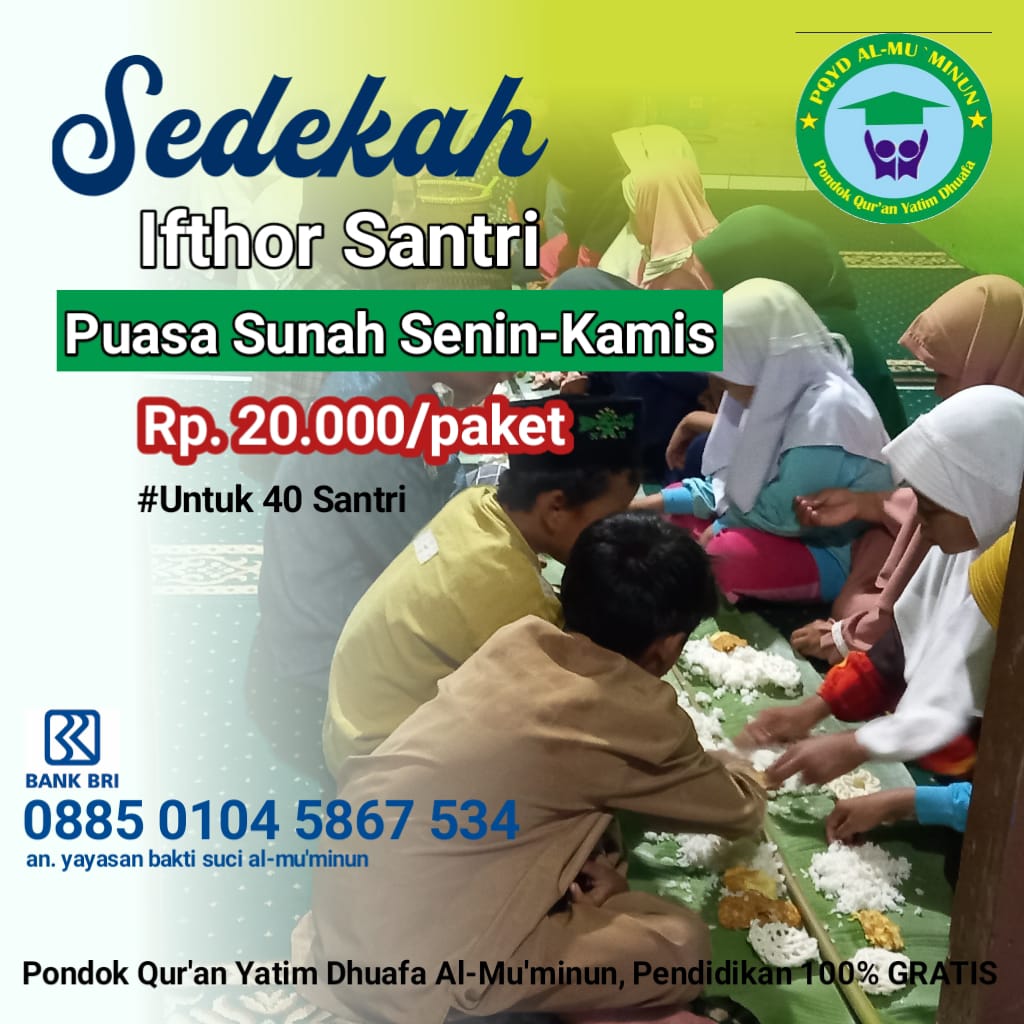 Sedekah
PQYD AL-MU`MINUN
Pondok Qur'an Yatim Dhuafa
Ifthor Santri
Puasa Sunah Senin-Kamis
Rp. 20.000/paket
#Untuk 40 Santri
BANK BRI
0885 0104 5867 534
an. yayasan bakti suci al-mu'minun
Pondok Qur'an Yatim Dhuafa Al-Mu'minun, Pendidikan 100% GRATIS